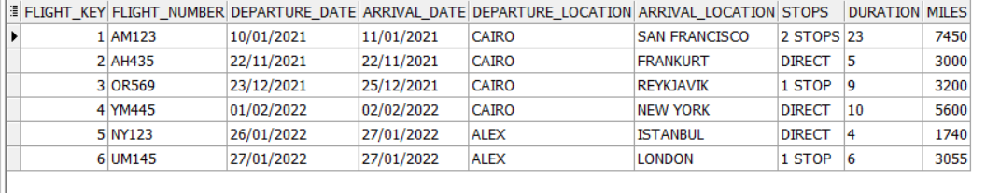 FLIGHT_KEY FLIGHT_NUMBER DEPARTURE_DATE ARRIVAL_DATE DEPARTURE_LOCATION ARRIVAL_LOCATION STOPS DURATION MILES
1 AM123 10/01/2021 11/01/2021 CAIRO SAN FRANCISCO 2 STOPS 23 7450
2 AH435 22/11/2021 22/11/2021 CAIRO FRANKURT DIRECT 5 3000
3 OR569 23/12/2021 25/12/2021 CAIRO REYKJAVIK 1 STOP 9 3200
4 YM445 01/02/2022 02/02/2022 CAIRO NEW YORK DIRECT 10 5600
5 NY123 26/01/2022 27/01/2022 ALEX ISTANBUL DIRECT 4 1740
6 UM145 27/01/2022 27/01/2022 ALEX LONDON 1 STOP 6 3055